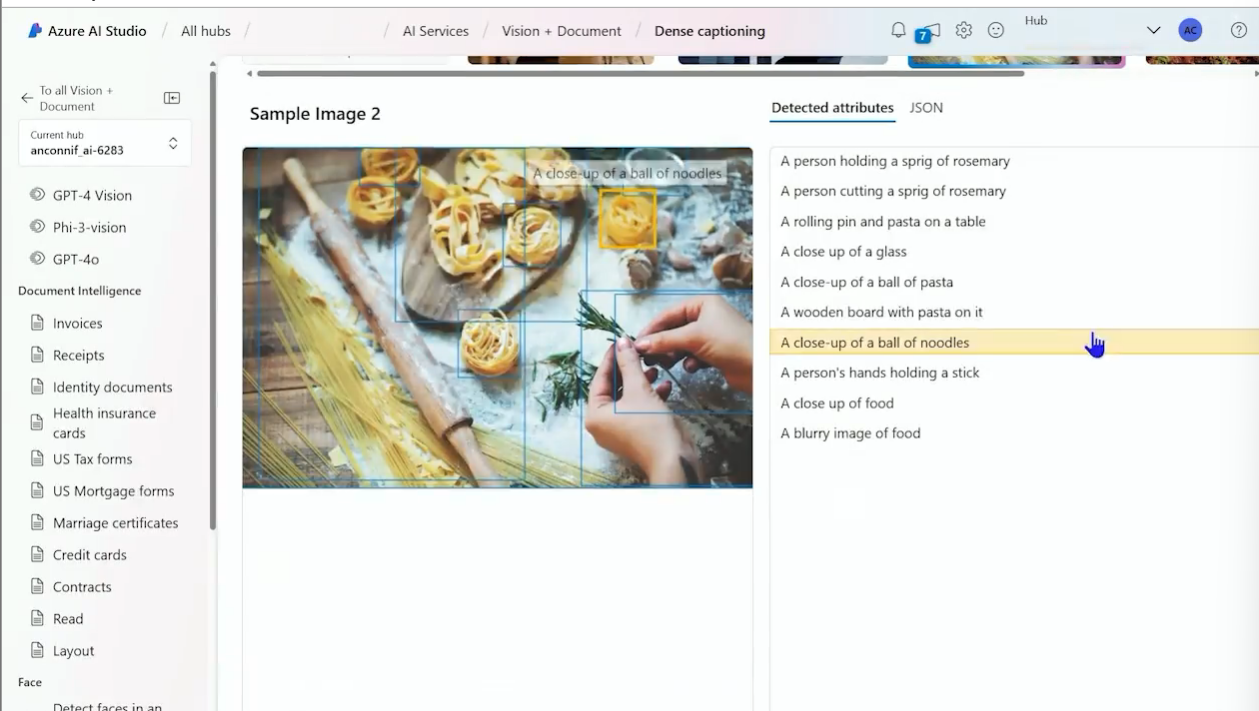 Azure AI Studio / All hubs / / AI Services / Vision + Document / Dense captioning
7
Hub
AC
To all Vision +
Document
Current hub
anconnif_ai-6283
GPT-4 Vision
Phi-3-vision
GPT-4o
Document Intelligence
Invoices
Receipts
Identity documents
Health insurance
cards
US Tax forms
US Mortgage forms
Marriage certificates
Credit cards
Contracts
Read
Layout
Face
Detect faces in an
Sample Image 2
A close-up of a ball of noodles
Detected attributes JSON
A person holding a sprig of rosemary
A person cutting a sprig of rosemary
A rolling pin and pasta on a table
A close up of a glass
A close-up of a ball of pasta
A wooden board with pasta on it
A close-up of a ball of noodles
A person's hands holding a stick
A close up of food
A blurry image of food